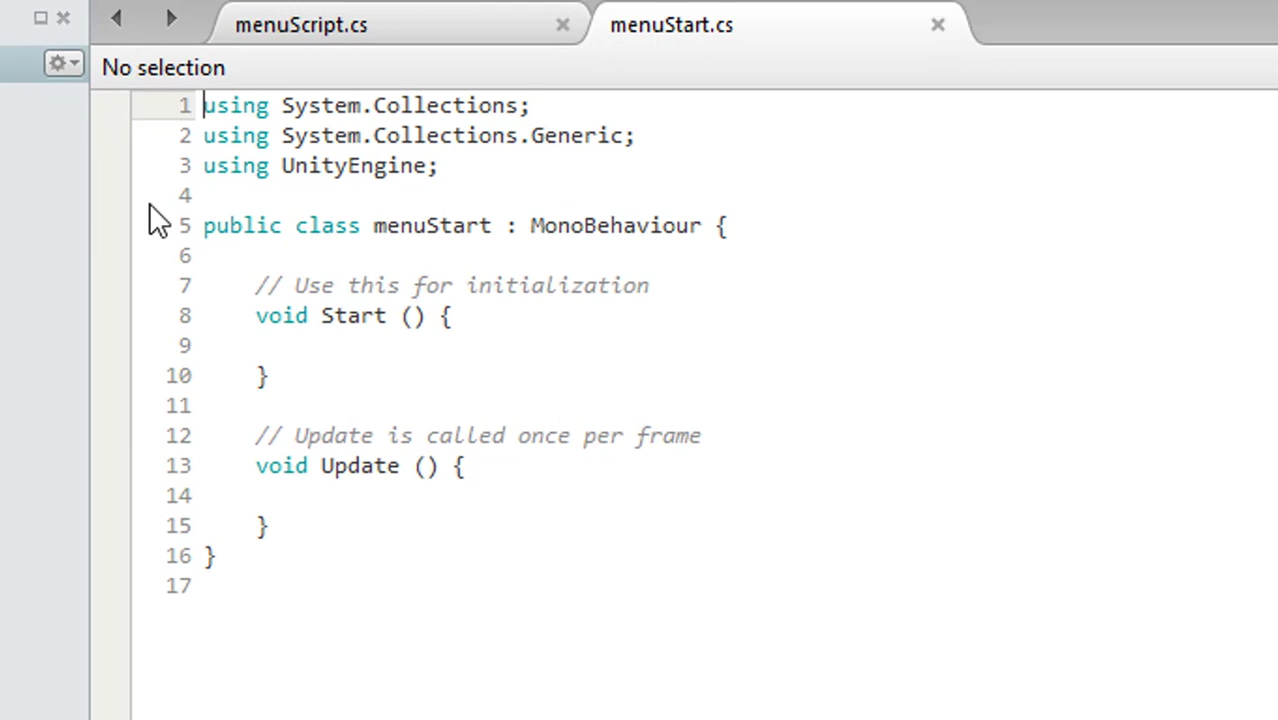 menuScript.cs
menuStart.cs
No selection
1 using System.Collections;
2 using System.Collections.Generic;
3 using UnityEngine;
4
5 public class menuStart : MonoBehaviour {
6
7 // Use this for initialization
8 void Start () {
9
10 }
11
12 // Update is called once per frame
13 void Update () {
14
15 }
16 }
17